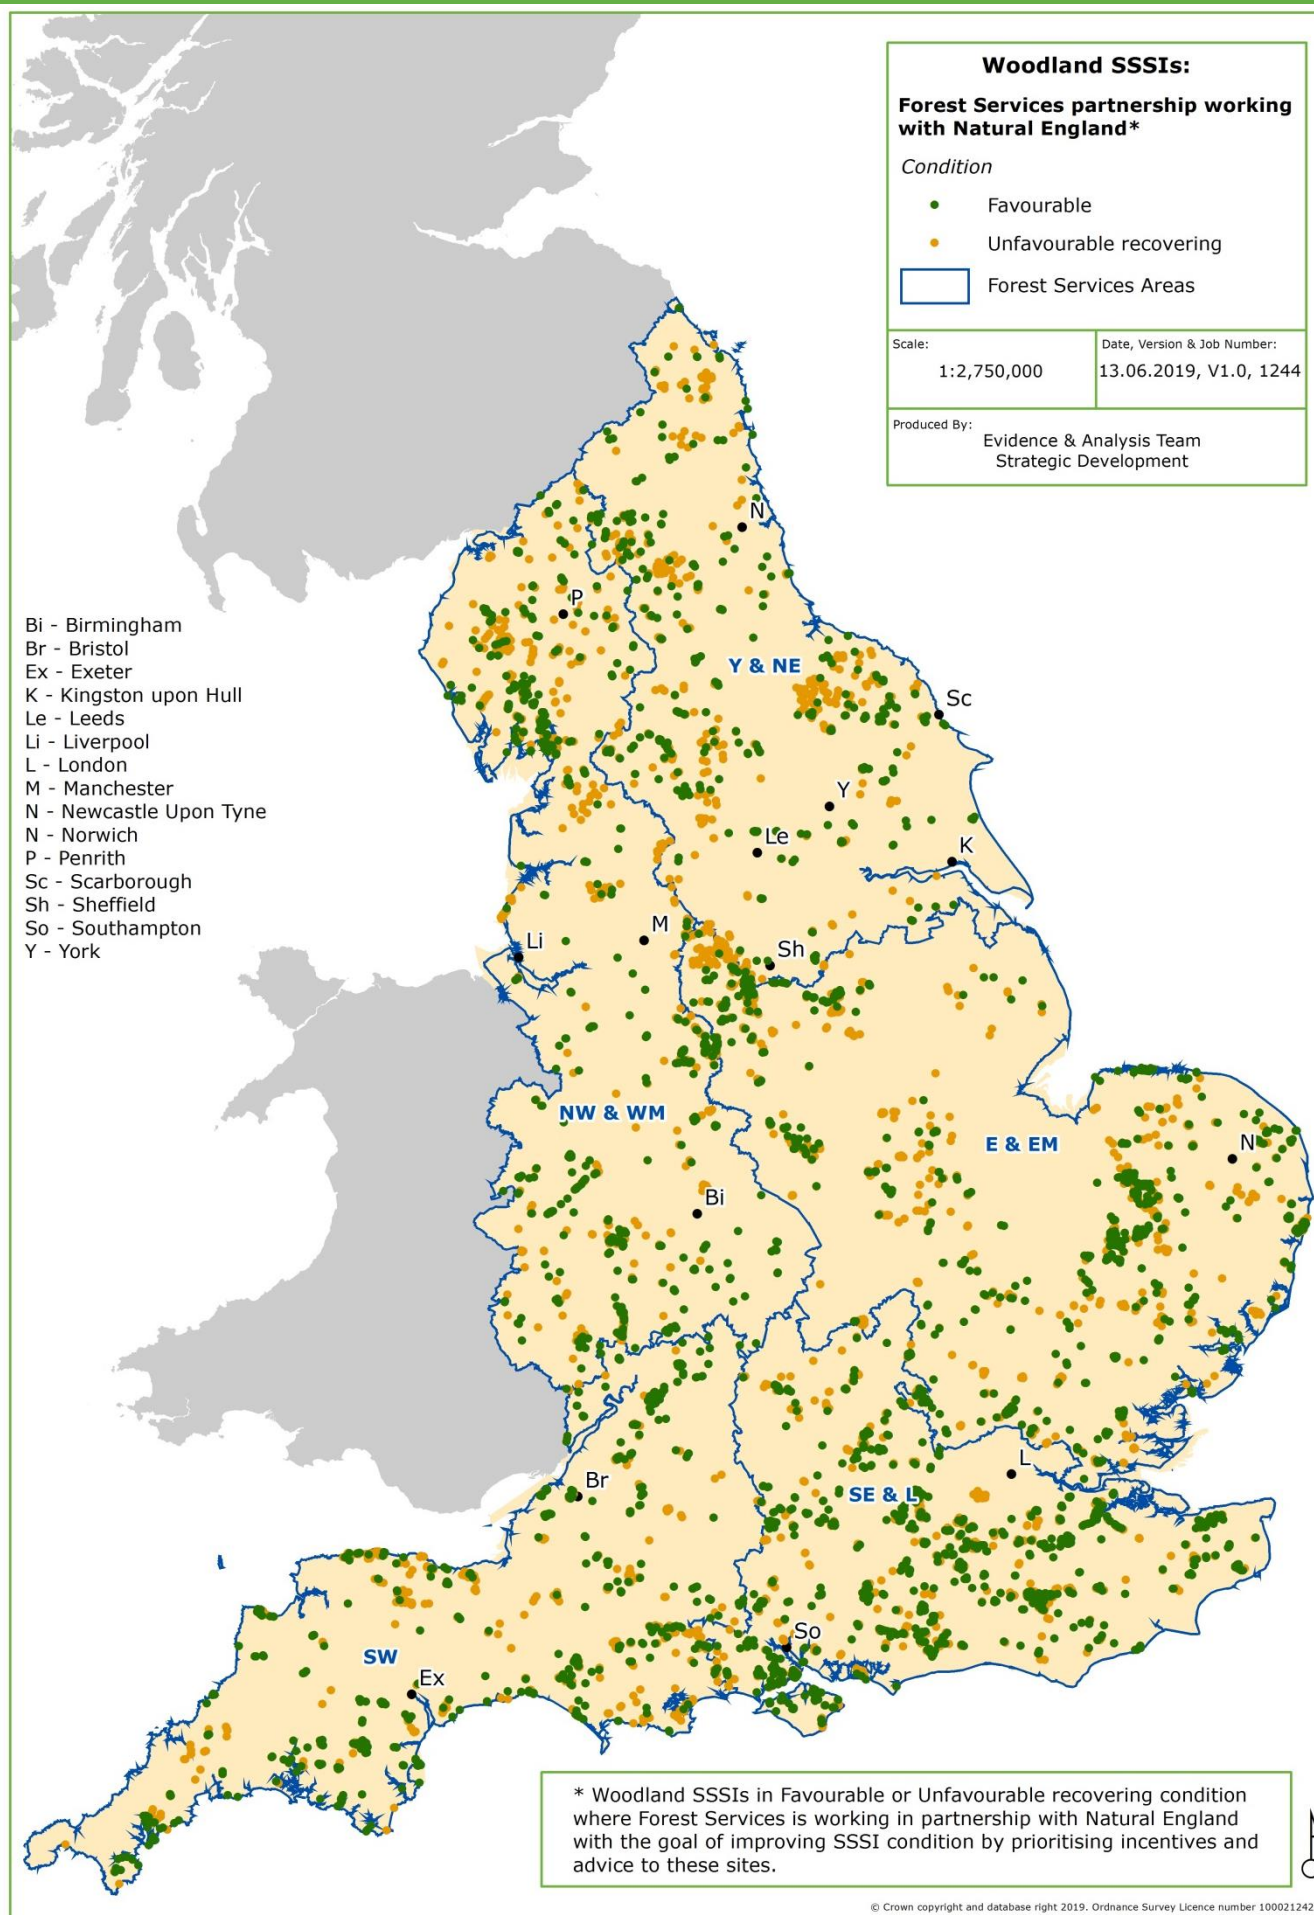 Woodland SSSIs:
Forest Services partnership working
with Natural England*
Condition
Favourable
Unfavourable recovering
Forest Services Areas
Scale:
1:2,750,000
Date, Version & Job Number:
13.06.2019, V1.0, 1244
Produced By:
Evidence & Analysis Team
Strategic Development
Bi - Birmingham
Br - Bristol
Ex - Exeter
K - Kingston upon Hull
Le - Leeds
Li - Liverpool
L - London
M - Manchester
N - Newcastle Upon Tyne
N - Norwich
P - Penrith
Sc - Scarborough
Sh - Sheffield
So - Southampton
Y - York
N
P
Y & NE
Sc
Y
Le
K
M
Li
Sh
NW & WM
E & EM
N
Bi
L
Br
SE & L
So
SW
Ex
* Woodland SSSIs in Favourable or Unfavourable recovering condition
where Forest Services is working in partnership with Natural England
with the goal of improving SSSI condition by prioritising incentives and
advice to these sites.
© Crown copyright and database right 2019. Ordnance Survey Licence number 100021242